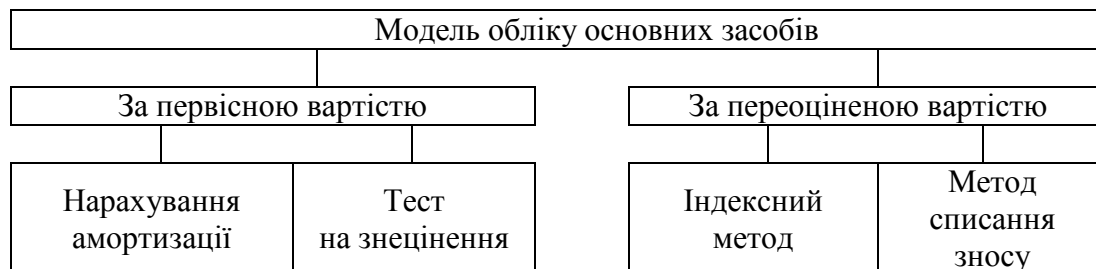 Модель обліку основних засобів
За первісною вартістю
За переоціненою вартістю
Нарахування
амортизації
Тест
на знецінення
Індексний
метод
Метод
списання
зносу